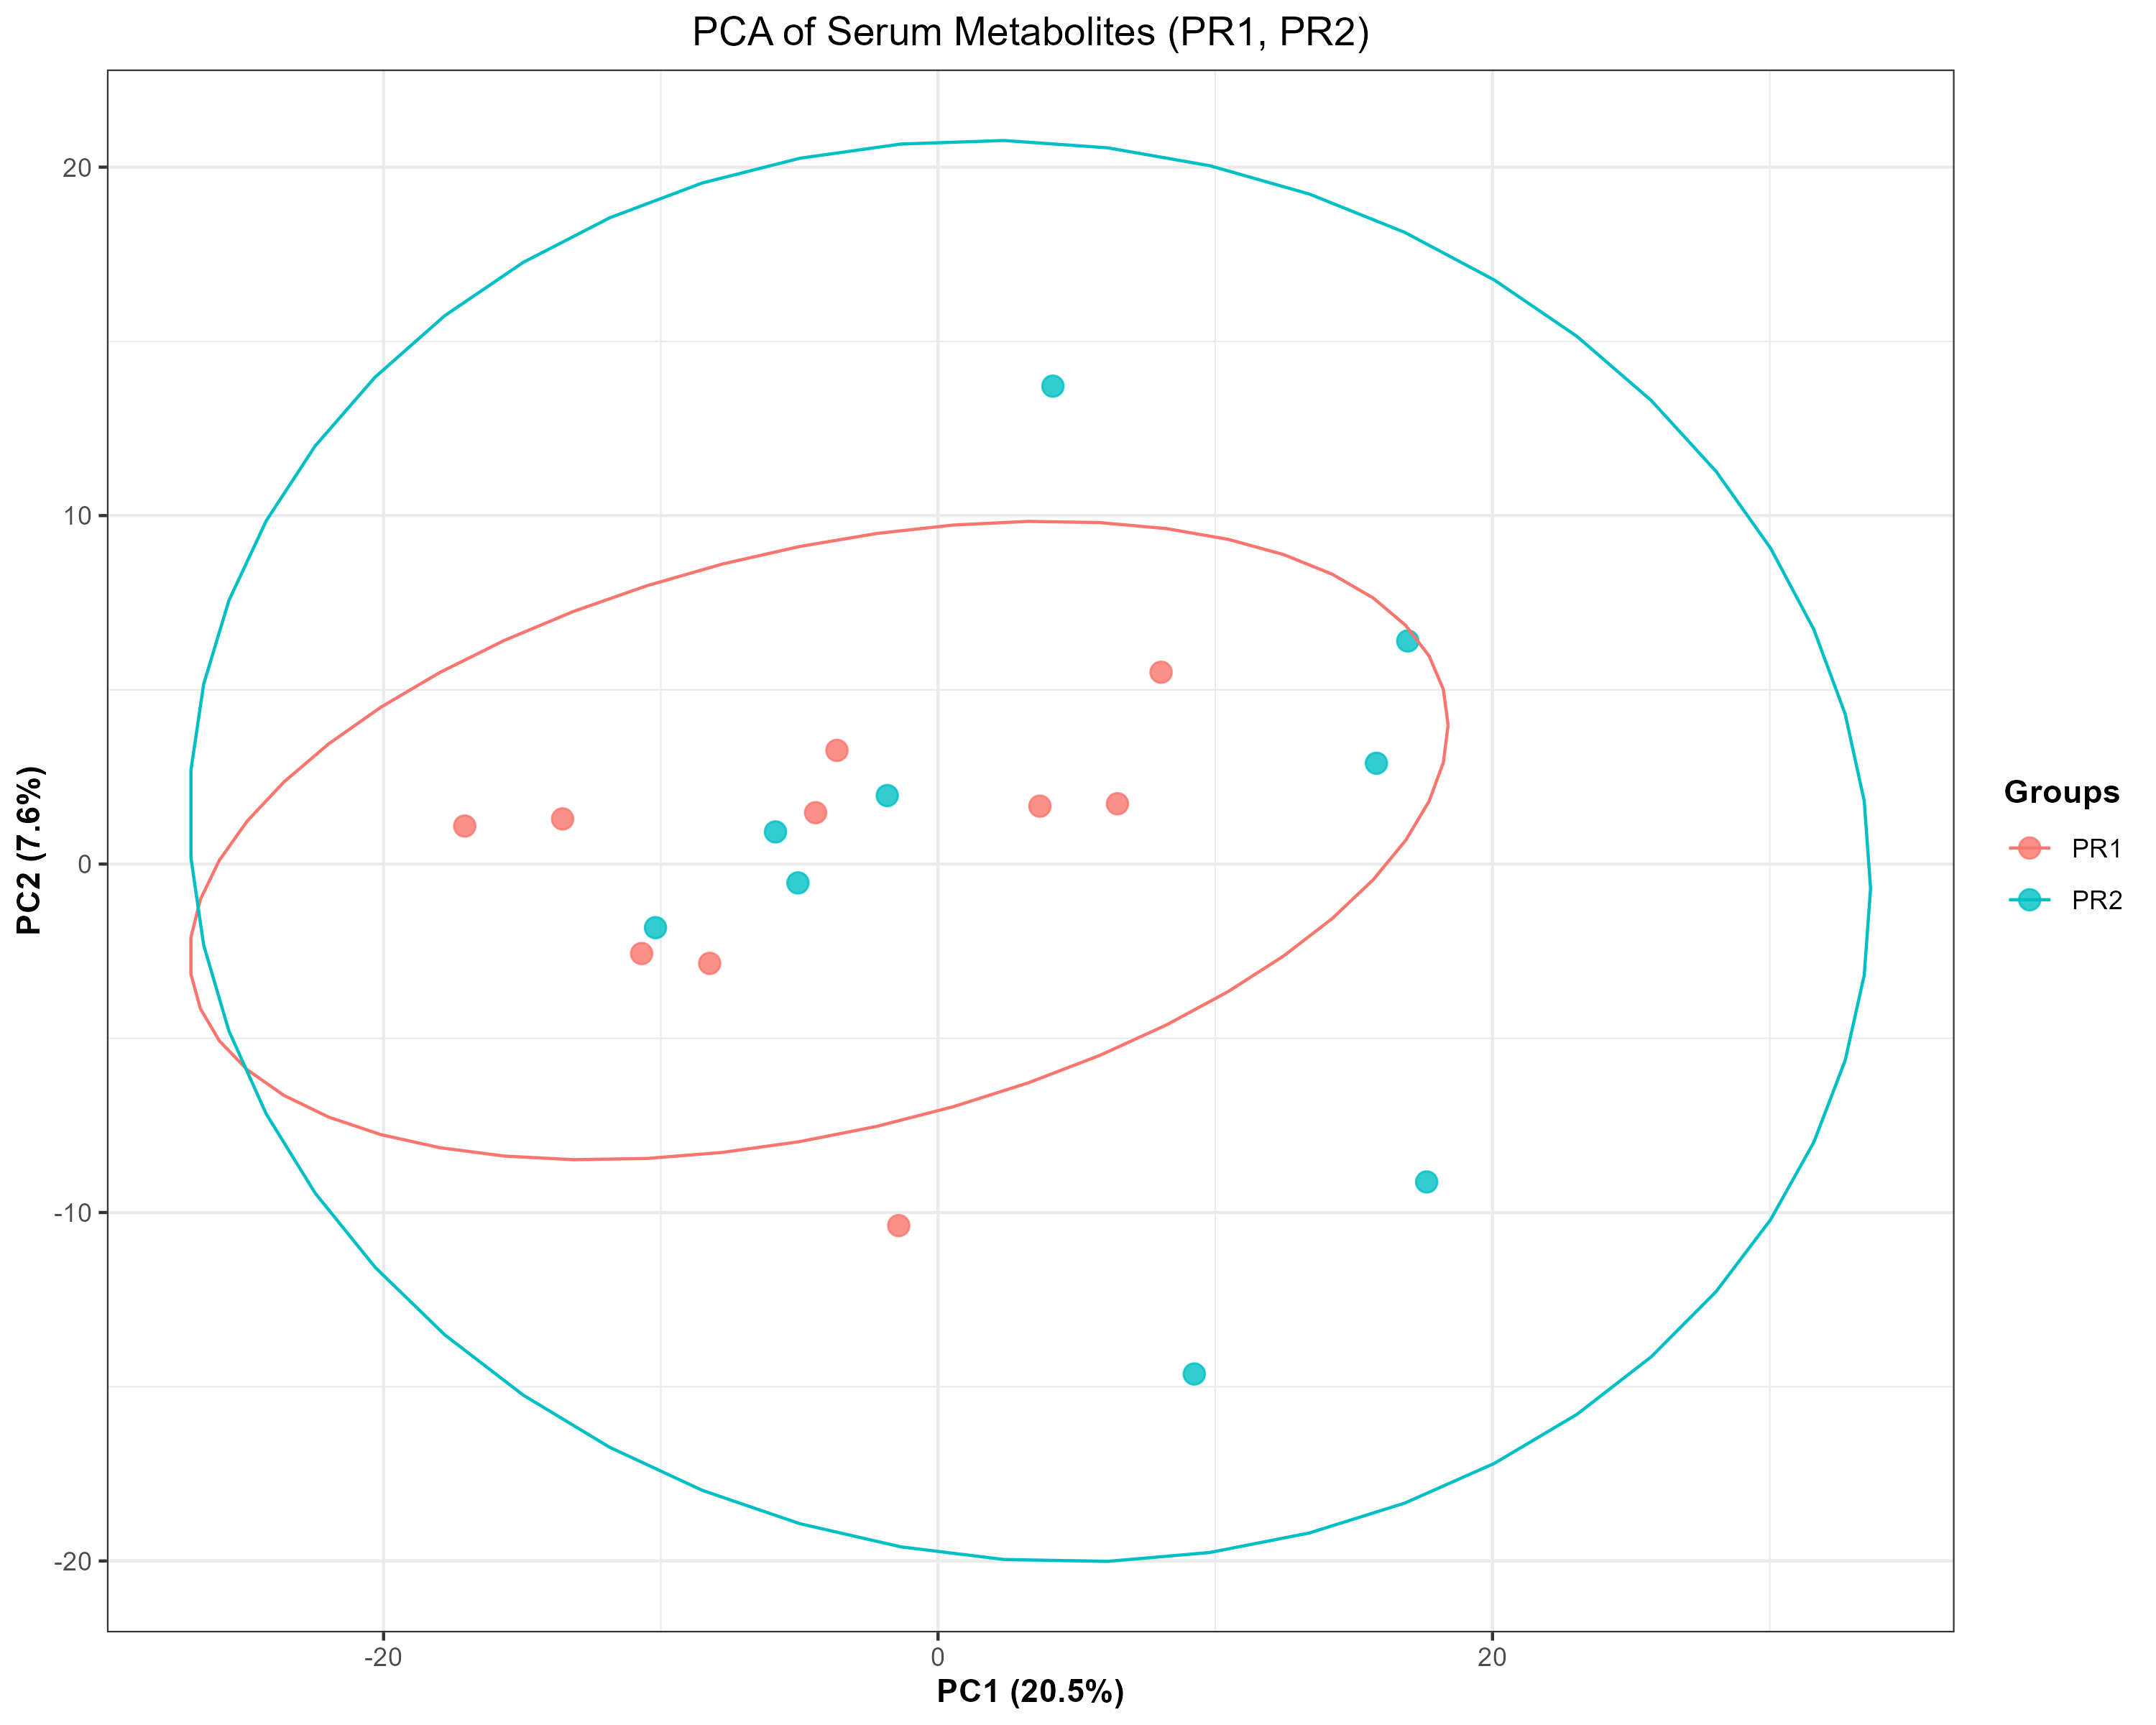 PCA of Serum Metabolites (PR1, PR2)
20
10
0
-10
-20
PC2 (7.6%)
-20
0
20
PC1 (20.5%)
Groups
PR1
PR2